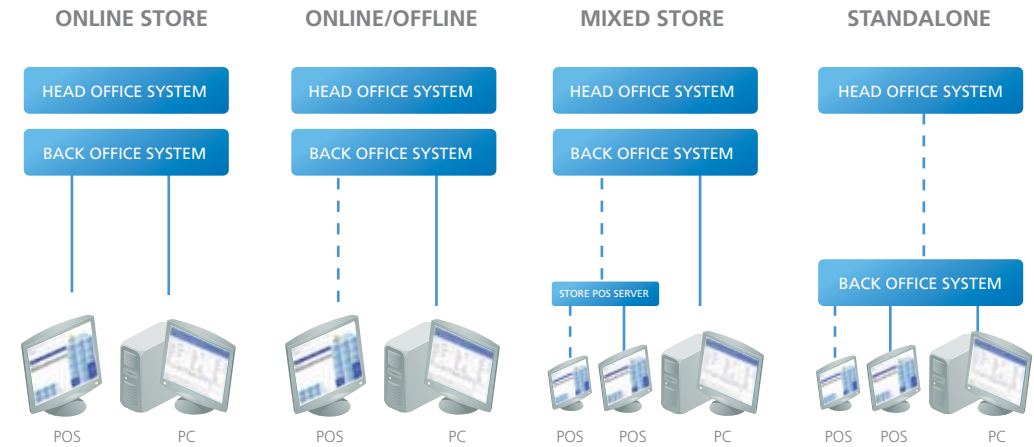 ONLINE STORE
HEAD OFFICE SYSTEM
BACK OFFICE SYSTEM
POS
PC
ONLINE/OFFLINE
HEAD OFFICE SYSTEM
BACK OFFICE SYSTEM
POS
PC
MIXED STORE
HEAD OFFICE SYSTEM
BACK OFFICE SYSTEM
STORE POS SERVER
POS
POS
PC
STANDALONE
HEAD OFFICE SYSTEM
BACK OFFICE SYSTEM
POS
POS
PC